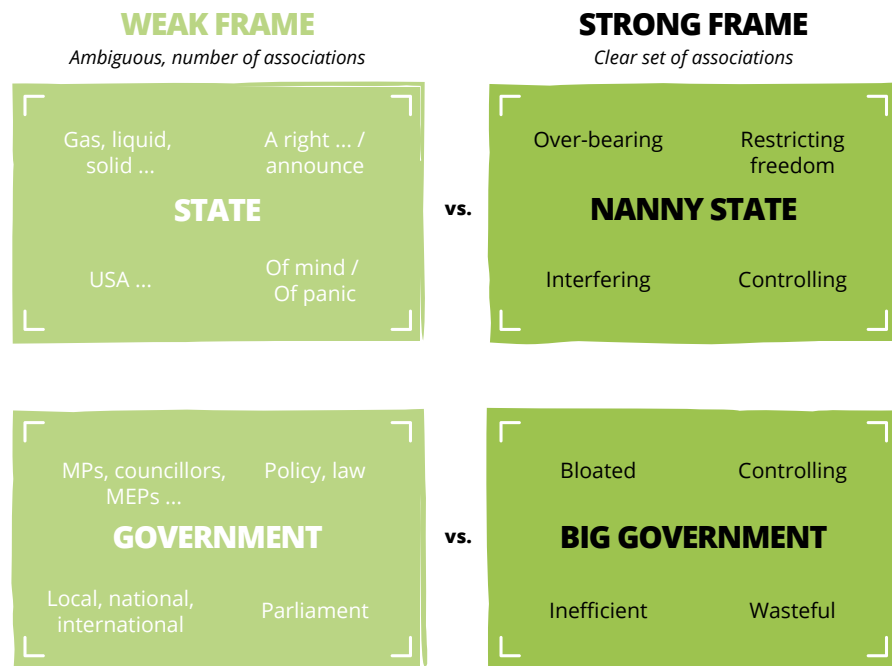 WEAK FRAME
Ambiguous, number of associations
STRONG FRAME
Clear set of associations
Gas, liquid,
solid ...
A right ... /
announce
STATE
USA ...
Of mind /
Of panic
vs.
Over-bearing
Restricting
freedom
NANNY STATE
Interfering
Controlling
MPs, councillors,
MEPs ...
Policy, law
GOVERNMENT
Local, national,
international
Parliament
vs.
Bloated
Controlling
BIG GOVERNMENT
Inefficient
Wasteful